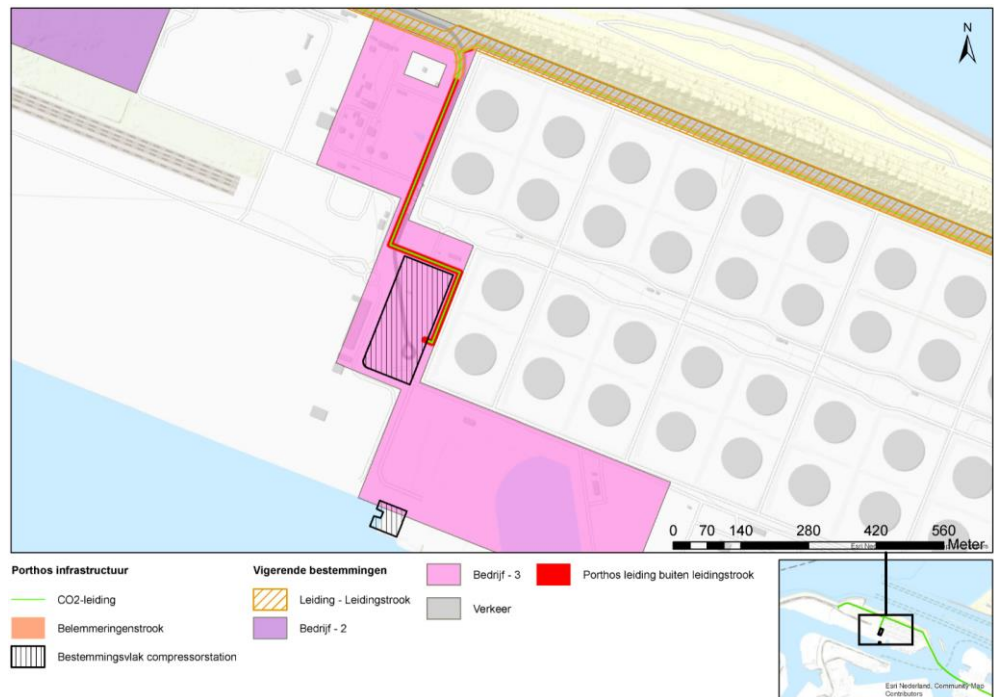 N
0 70 140 280 420 560
Meter
Porthos infrastructuur
CO2-leiding
Belemmeringenstrook
Bestemmingsvlak compressorstation
Vigerende bestemmingen
Leiding - Leidingstrook
Bedrijf - 2
Bedrijf - 3
Verkeer
Porthos leiding buiten leidingstrook
Esri Nederland, Community Map
Contributors